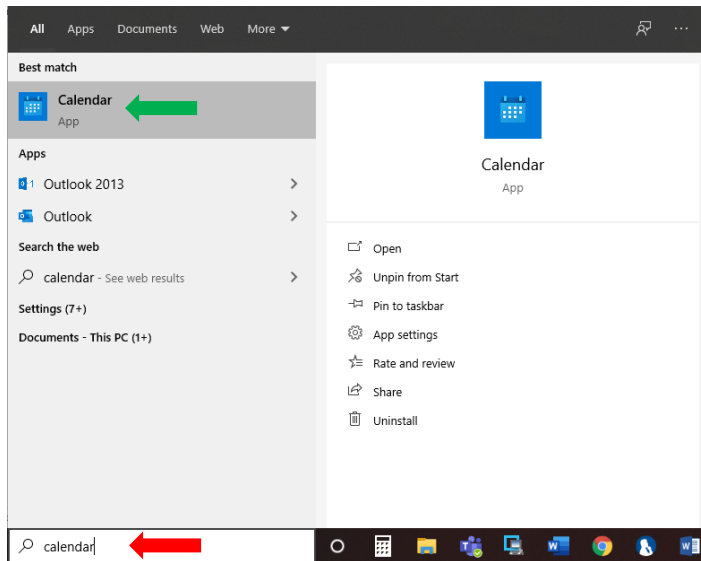 All Apps Documents Web More
Best match
Calendar
App
Apps
Outlook 2013
Outlook
Search the web
calendar - See web results
Settings (7+)
Documents - This PC (1+)
Calendar
App
Open
Unpin from Start
Pin to taskbar
App settings
Rate and review
Share
Uninstall
calendar